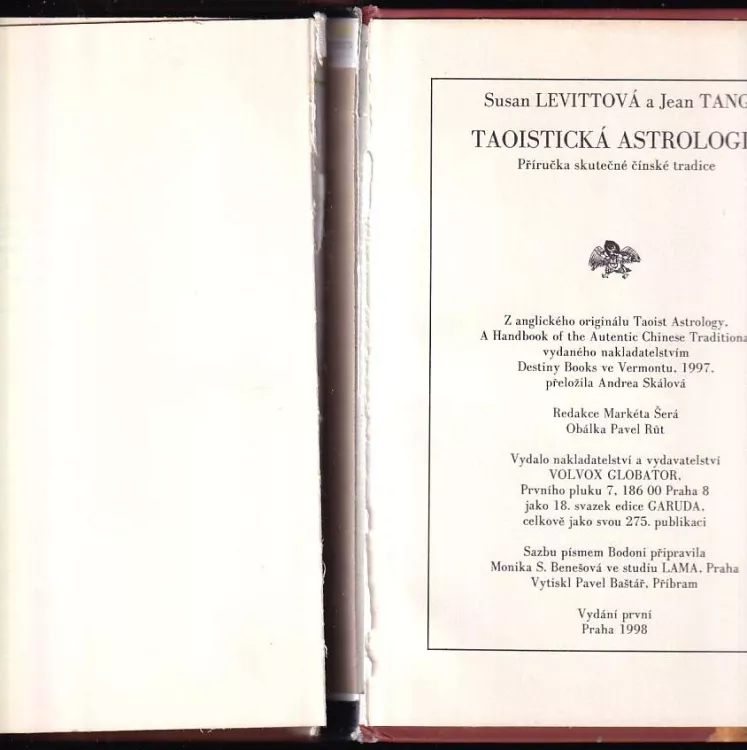 Susan LEVITTOVÁ a Jean TANG
TAOISTICKÁ ASTROLOGI
Příručka skutečné čínské tradice
Z anglického originálu Taoist Astrology.
A Handbook of the Autentic Chinese Traditiona
vydaného nakladatelstvím
Destiny Books ve Vermontu, 1997,
přeložila Andrea Skálová
Redakce Markéta Šerá
Obálka Pavel Růt
Vydalo nakladatelství a vydavatelství
VOLVOX GLOBATOR,
Prvního pluku 7, 186 00 Praha 8
jako 18. svazek edice GARUDA,
celkově jako svou 275. publikaci
Sazbu písmem Bodoni připravila
Monika S. Benešová ve studiu LAMA, Praha
Vytiskl Pavel Baštář, Příbram
Vydání první
Praha 1998